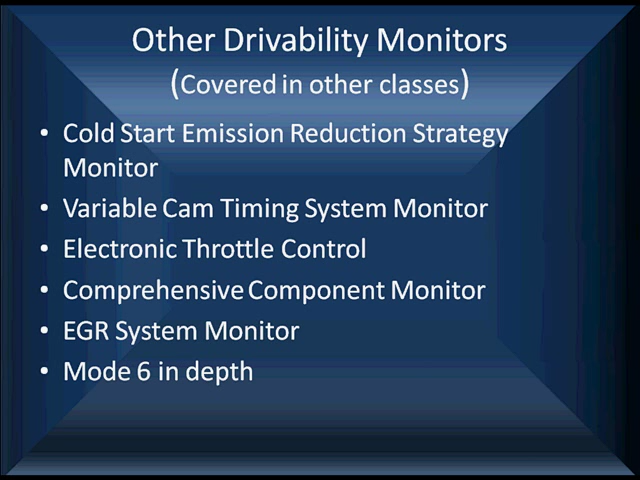 Other Drivability Monitors
(Covered in other classes)
• Cold Start Emission Reduction Strategy
Monitor
• Variable Cam Timing System Monitor
• Electronic Throttle Control
• Comprehensive Component Monitor
• EGR System Monitor
• Mode 6 in depth